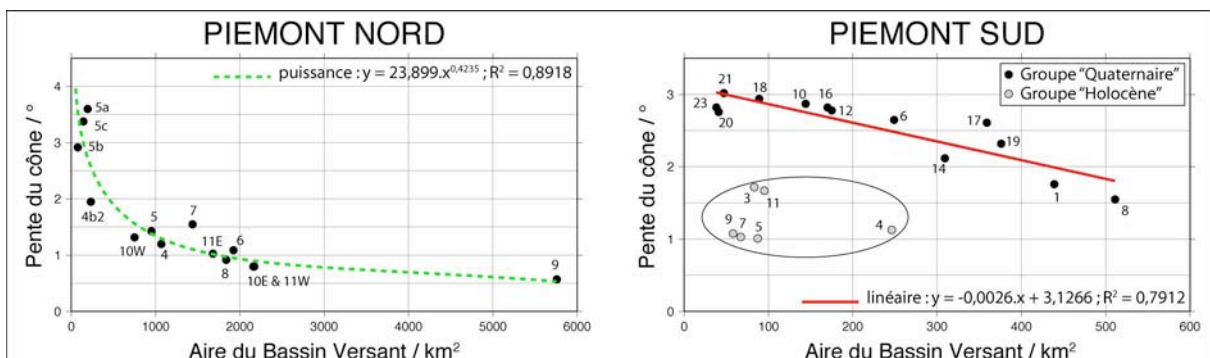 PIEMONT NORD
puissance : y = 23,899.x^0,4235 ; R² = 0,8918
Pente du cône / °
4
3
2
1
0
5a
5c
5b
4b2
10W
5
4
7
11E
8
6
10E & 11W
9
0 1000 2000 3000 4000 5000 6000
Aire du Bassin Versant / km²
PIEMONT SUD
Groupe "Quaternaire"
Groupe "Holocène"
Pente du cône / °
3
2
1
0
23
21
20
18
10
16
12
6
17
14
19
1
8
3
11
9
7
5
4
linéaire : y = -0,0026.x + 3,1266 ; R² = 0,7912
0 100 200 300 400 500 600
Aire du Bassin Versant / km²